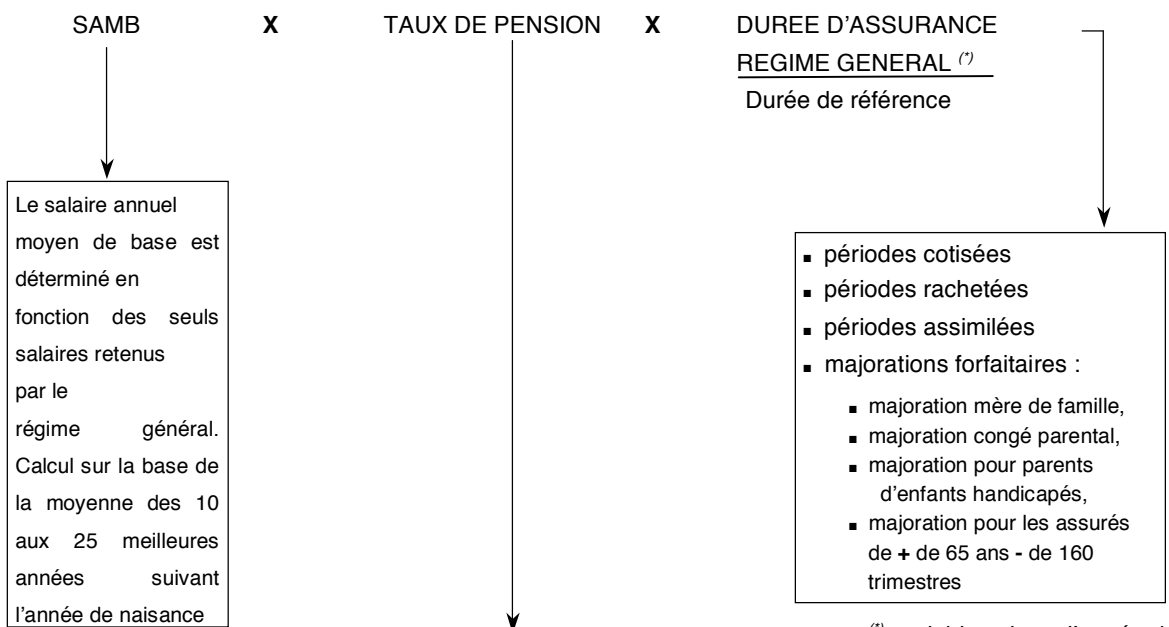 SAMB X TAUX DE PENSION X DUREE D'ASSURANCE
REGIME GENERAL (*)
Durée de référence
Le salaire annuel
moyen de base est
déterminé en
fonction des seuls
salaires retenus
par le
régime général.
Calcul sur la base de
la moyenne des 10
aux 25 meilleures
années suivant
l'année de naisance
▪ périodes cotisées
▪ périodes rachetées
▪ périodes assimilées
▪ majorations forfaitaires :
▪ majoration mère de famille,
▪ majoration congé parental,
▪ majoration pour parents
d'enfants handicapés,
▪ majoration pour les assurés
de + de 65 ans - de 160
trimestres
(*)